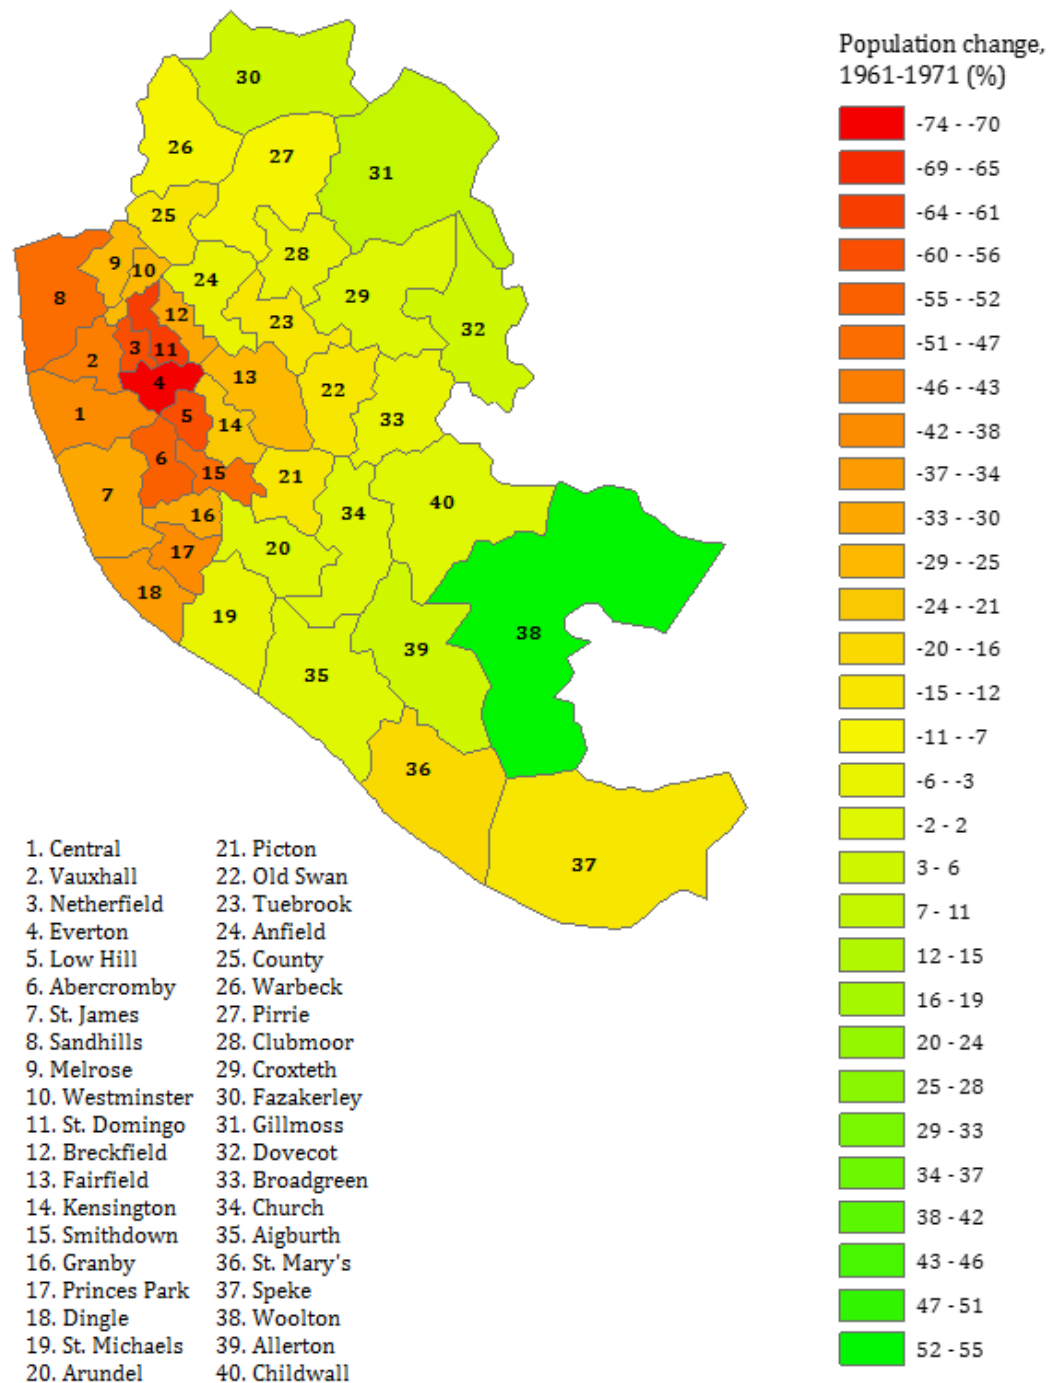 Population change,
1961-1971 (%)
-74 - -70
-69 - -65
-64 - -61
-60 - -56
-55 - -52
-51 - -47
-46 - -43
-42 - -38
-37 - -34
-33 - -30
-29 - -25
-24 - -21
-20 - -16
-15 - -12
-11 - -7
-6 - -3
-2 - 2
3 - 6
7 - 11
12 - 15
16 - 19
20 - 24
25 - 28
29 - 33
34 - 37
38 - 42
43 - 46
47 - 51
52 - 55
30
26
27
31
25
9
10
28
24
8
29
12
23
32
3
11
2
4
13
22
1
5
14
33
6
15
21
7
40
16
34
17
20
18
19
38
39
35
36
37
1. Central
2. Vauxhall
3. Netherfield
4. Everton
5. Low Hill
6. Abercromby
7. St. James
8. Sandhills
9. Melrose
10. Westminster
11. St. Domingo
12. Breckfield
13. Fairfield
14. Kensington
15. Smithdown
16. Granby
17. Princes Park
18. Dingle
19. St. Michaels
20. Arundel
21. Picton
22. Old Swan
23. Tuebrook
24. Anfield
25. County
26. Warbeck
27. Pirrie
28. Clubmoor
29. Croxteth
30. Fazakerley
31. Gillmoss
32. Dovecot
33. Broadgreen
34. Church
35. Aigburth
36. St. Mary's
37. Speke
38. Woolton
39. Allerton
40. Childwall